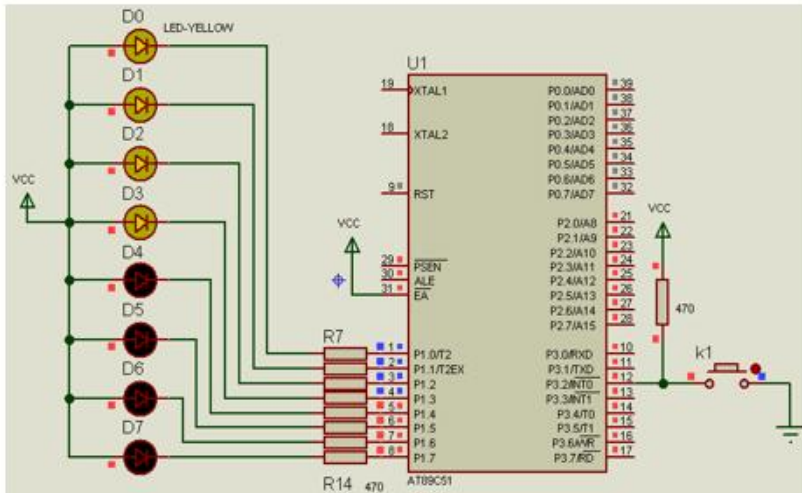 D0
LED-YELLOW
D1
D2
D3
D4
D5
D6
D7
VCC
VCC
R7
R14 470
U1
19 XTAL1
18 XTAL2
9 RST
29 PSEN
30 ALE
31 EA
1 P1.0/T2
2 P1.1/T2EX
3 P1.2
4 P1.3
5 P1.4
6 P1.5
7 P1.6
8 P1.7
P0.0/AD0 39
P0.1/AD1 38
P0.2/AD2 37
P0.3/AD3 36
P0.4/AD4 35
P0.5/AD5 34
P0.6/AD6 33
P0.7/AD7 32
P2.0/A8 21
P2.1/A9 22
P2.2/A10 23
P2.3/A11 24
P2.4/A12 25
P2.5/A13 26
P2.6/A14 27
P2.7/A15 28
P3.0/RXD 10
P3.1/TXD 11
P3.2/INT0 12
P3.3/INT1 13
P3.4/T0 14
P3.5/T1 15
P3.6/WR 16
P3.7/RD 17
AT89C51
VCC
470
k1